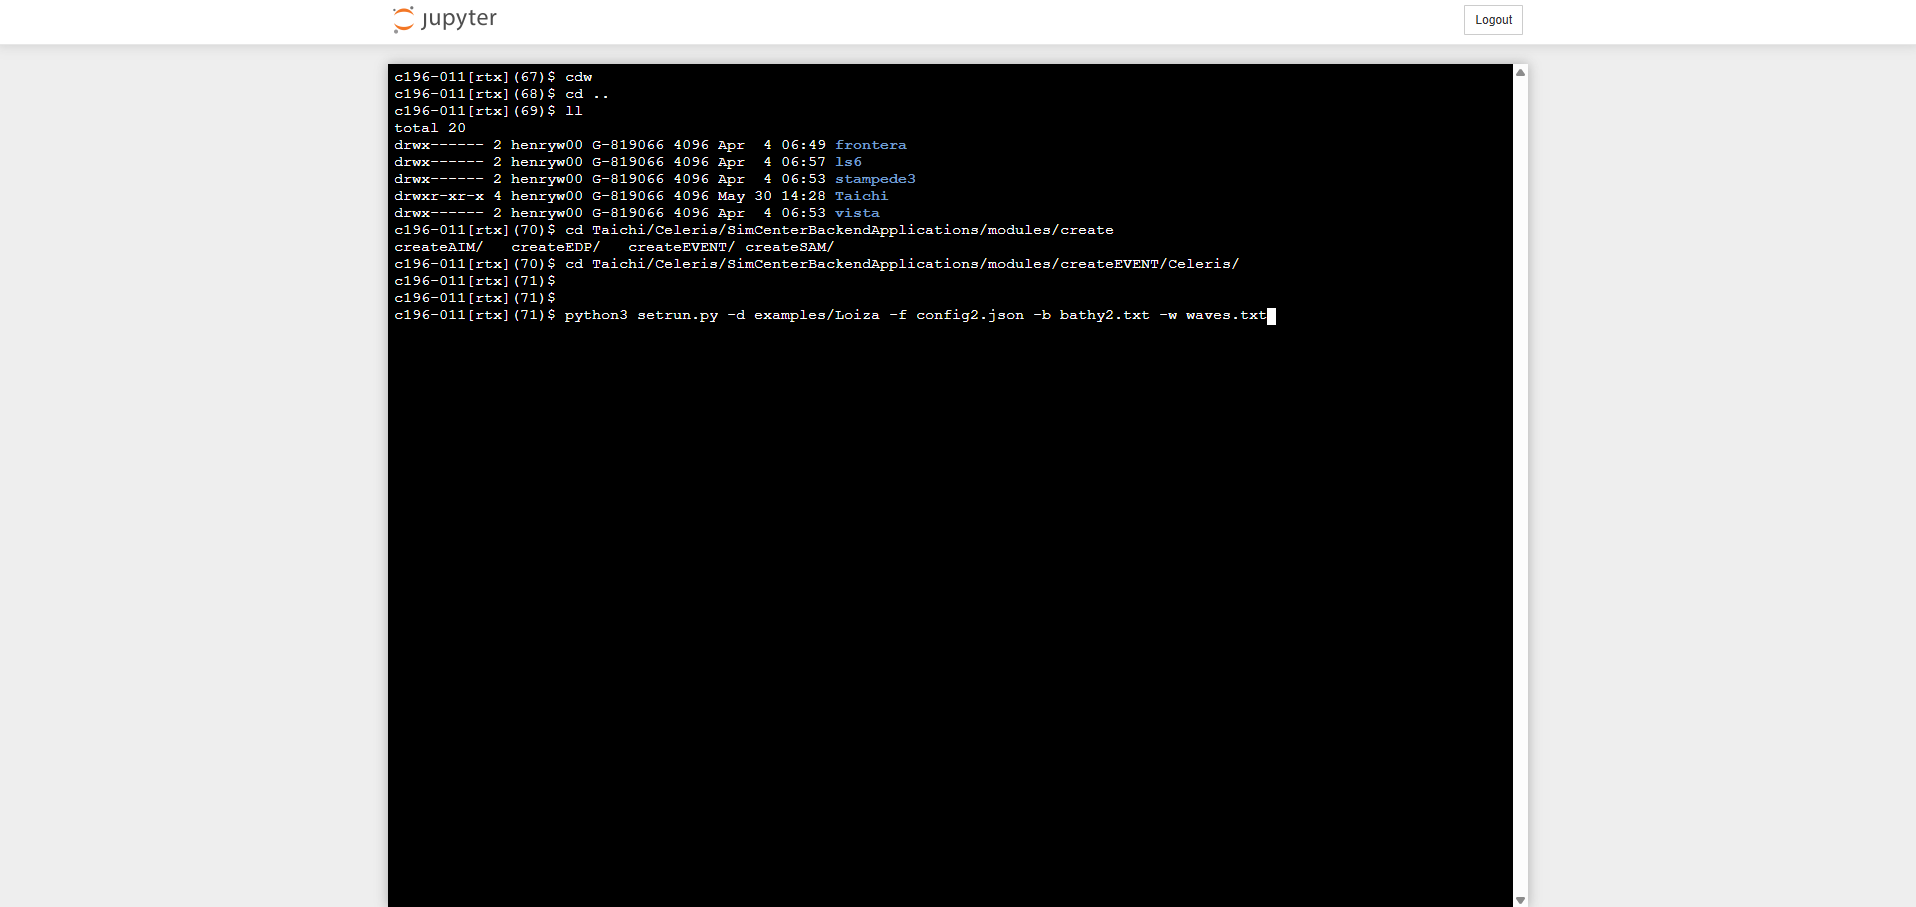 jupyter
Logout
c196-011[rtx](67)$ cdw
c196-011[rtx](68)$ cd ..
c196-011[rtx](69)$ ll
total 20
drwx------ 2 henryw00 G-819066 4096 Apr  4 06:49 frontera
drwx------ 2 henryw00 G-819066 4096 Apr  4 06:57 ls6
drwx------ 2 henryw00 G-819066 4096 Apr  4 06:53 stampede3
drwxr-xr-x 4 henryw00 G-819066 4096 May 30 14:28 Taichi
drwx------ 2 henryw00 G-819066 4096 Apr  4 06:53 vista
c196-011[rtx](70)$ cd Taichi/Celeris/SimCenterBackendApplications/modules/create
createAIM/   createEDP/   createEVENT/ createSAM/
c196-011[rtx](70)$ cd Taichi/Celeris/SimCenterBackendApplications/modules/createEVENT/Celeris/
c196-011[rtx](71)$
c196-011[rtx](71)$
c196-011[rtx](71)$ python3 setrun.py -d examples/Loiza -f config2.json -b bathy2.txt -w waves.txt